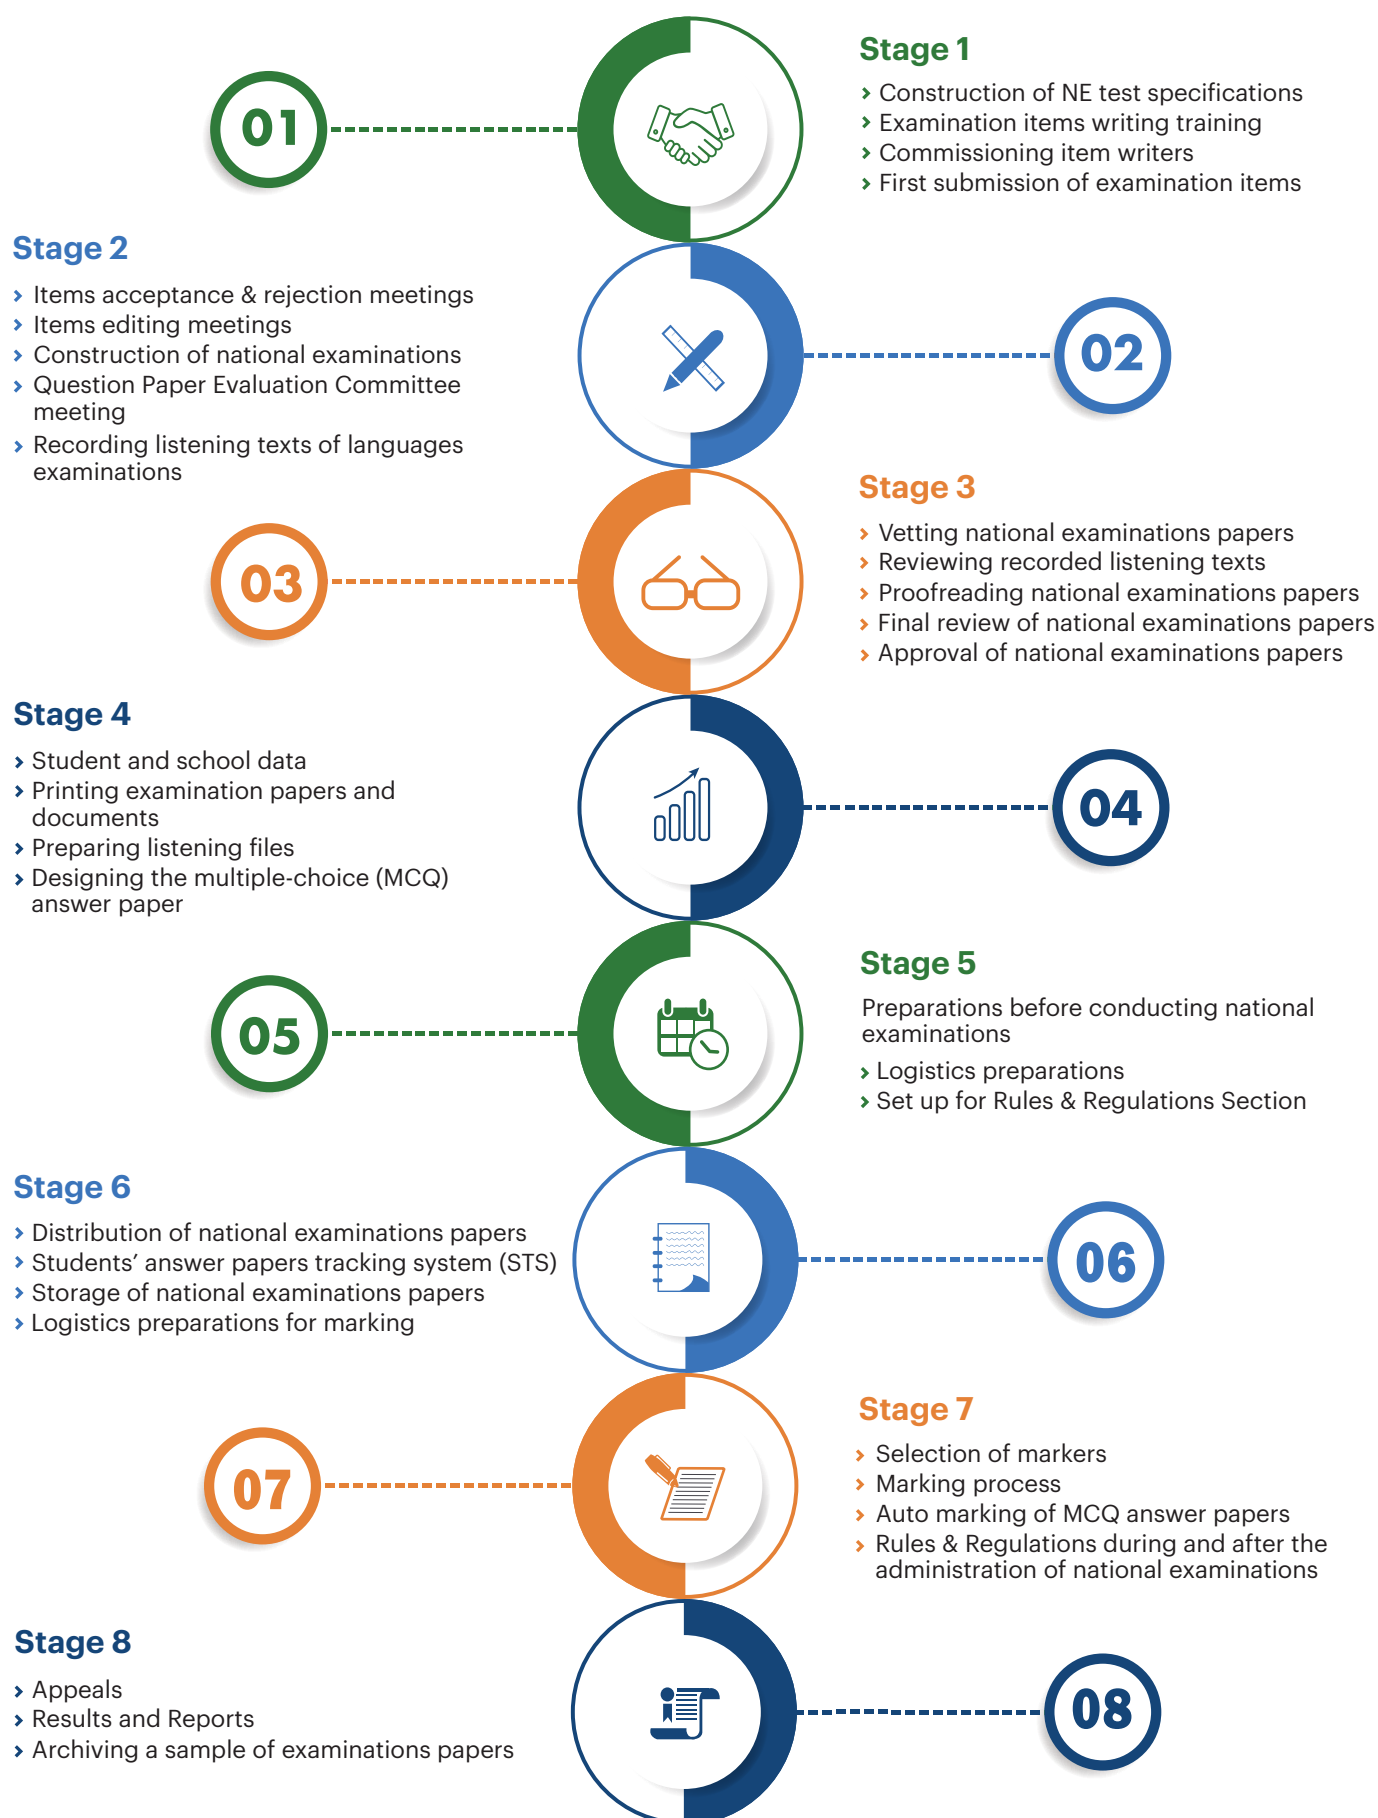 01
Stage 1
› Construction of NE test specifications
› Examination items writing training
› Commissioning item writers
› First submission of examination items
Stage 2
› Items acceptance & rejection meetings
› Items editing meetings
› Construction of national examinations
› Question Paper Evaluation Committee
meeting
› Recording listening texts of languages
examinations
02
03
Stage 3
› Vetting national examinations papers
› Reviewing recorded listening texts
› Proofreading national examinations papers
› Final review of national examinations papers
› Approval of national examinations papers
Stage 4
› Student and school data
› Printing examination papers and
documents
› Preparing listening files
› Designing the multiple-choice (MCQ)
answer paper
04
05
Stage 5
Preparations before conducting national
examinations
› Logistics preparations
› Set up for Rules & Regulations Section
Stage 6
› Distribution of national examinations papers
› Students’ answer papers tracking system (STS)
› Storage of national examinations papers
› Logistics preparations for marking
06
07
Stage 7
› Selection of markers
› Marking process
› Auto marking of MCQ answer papers
› Rules & Regulations during and after the
administration of national examinations
Stage 8
› Appeals
› Results and Reports
› Archiving a sample of examinations papers
08